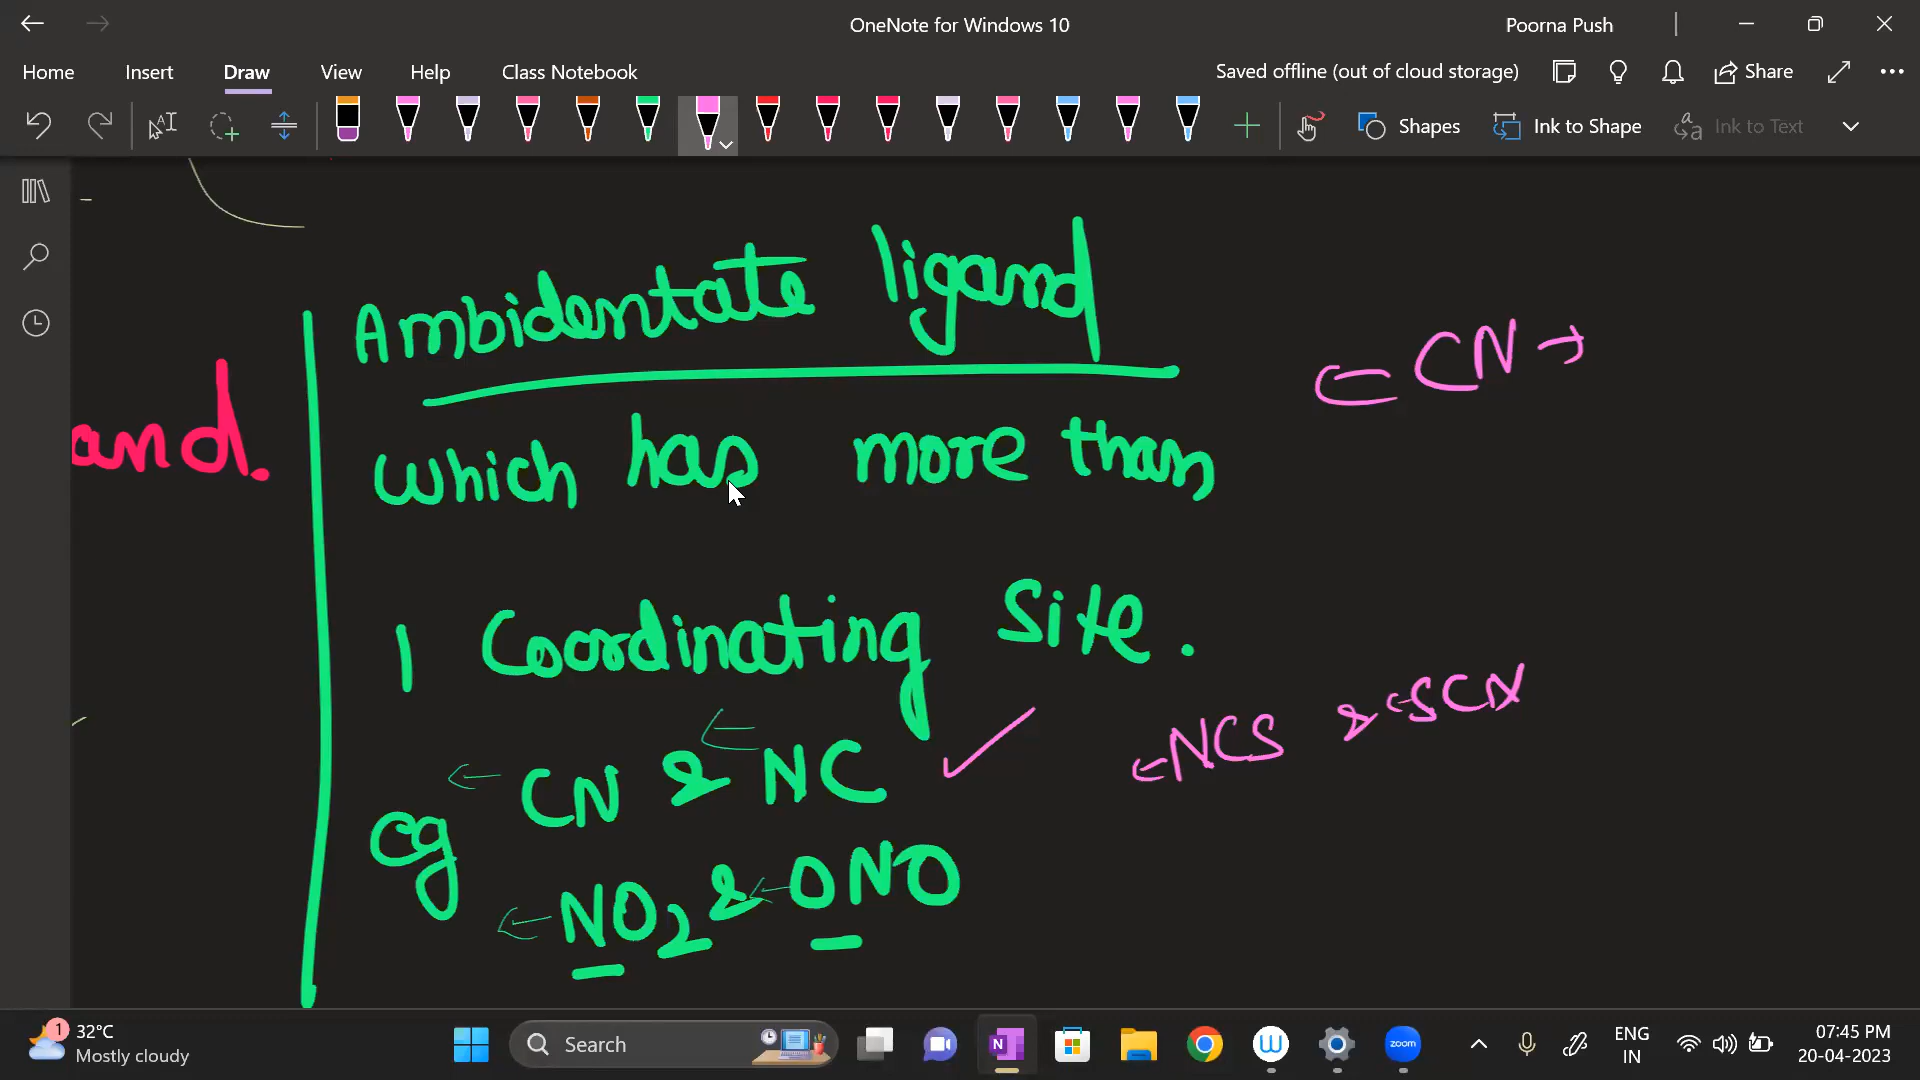 OneNote for Windows 10
Poorna Push
Home Insert Draw View Help Class Notebook
Saved offline (out of cloud storage) Share
Shapes Ink to Shape Ink to Text
Ambidentate ligand
← CN →
and.
which has more than
1 Coordinating Site.
← NCS & ← SCN
eg ← CN & ← NC ✓
← NO2 & ← ONO
1 32°C
Mostly cloudy
Search
zoom
ENG
IN
07:45 PM
20-04-2023